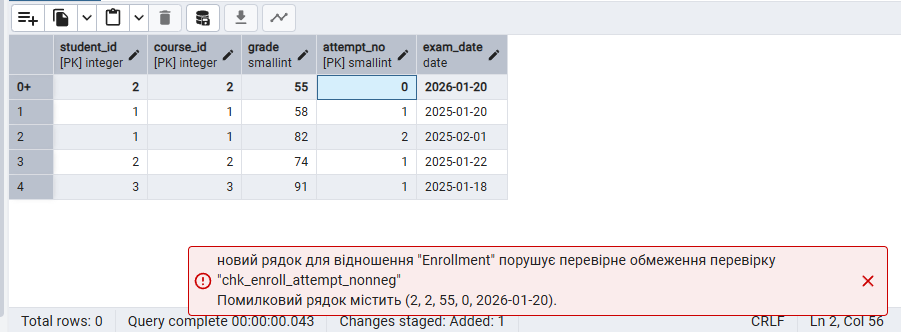 student_id course_id grade attempt_no exam_date
[PK] integer [PK] integer smallint [PK] smallint date
0+ 2 2 55 0 2026-01-20
1 1 1 58 1 2025-01-20
2 1 1 82 2 2025-02-01
3 2 2 74 1 2025-01-22
4 3 3 91 1 2025-01-18
новий рядок для відношення "Enrollment" порушує перевірне обмеження перевірку
"chk_enroll_attempt_nonneg"
Помилковий рядок містить (2, 2, 55, 0, 2026-01-20).
Total rows: 0 Query complete 00:00:00.043 Changes staged: Added: 1 CRLF Ln 2, Col 56